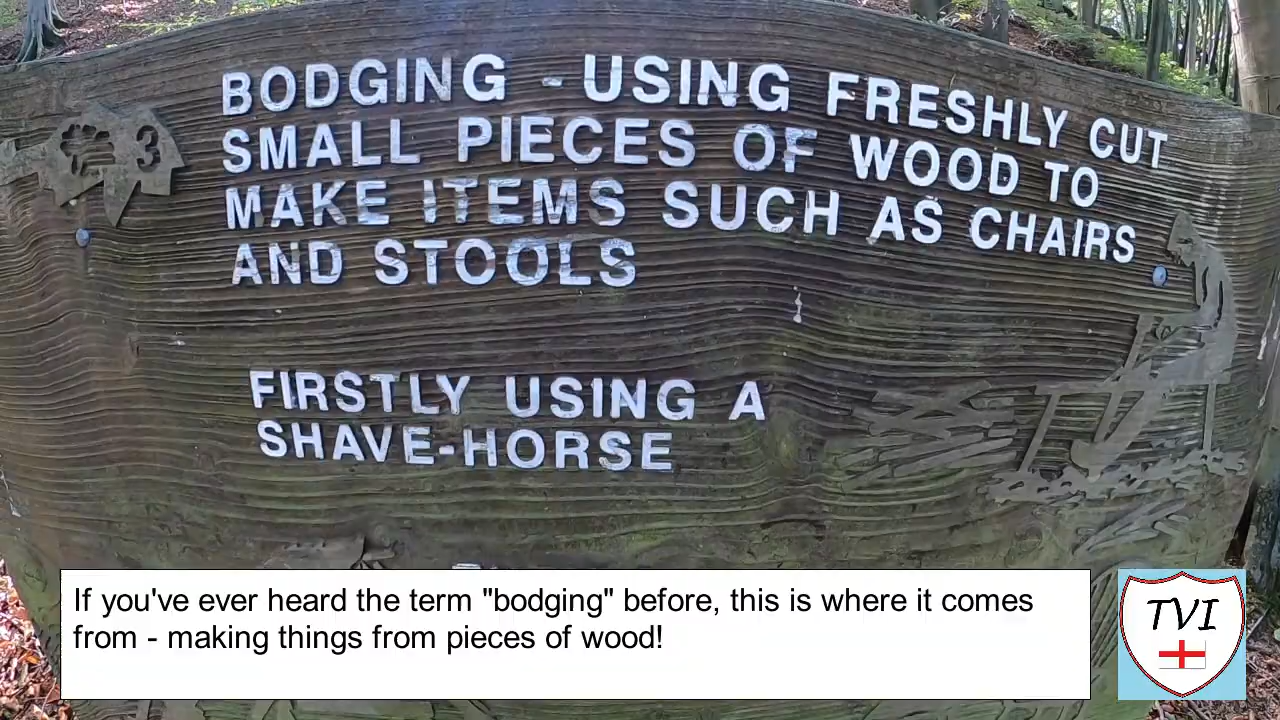 BODGING - USING FRESHLY CUT
SMALL PIECES OF WOOD TO
MAKE ITEMS SUCH AS CHAIRS
AND STOOLS
3
FIRSTLY USING A
SHAVE-HORSE
If you've ever heard the term "bodging" before, this is where it comes
from - making things from pieces of wood!
TVI